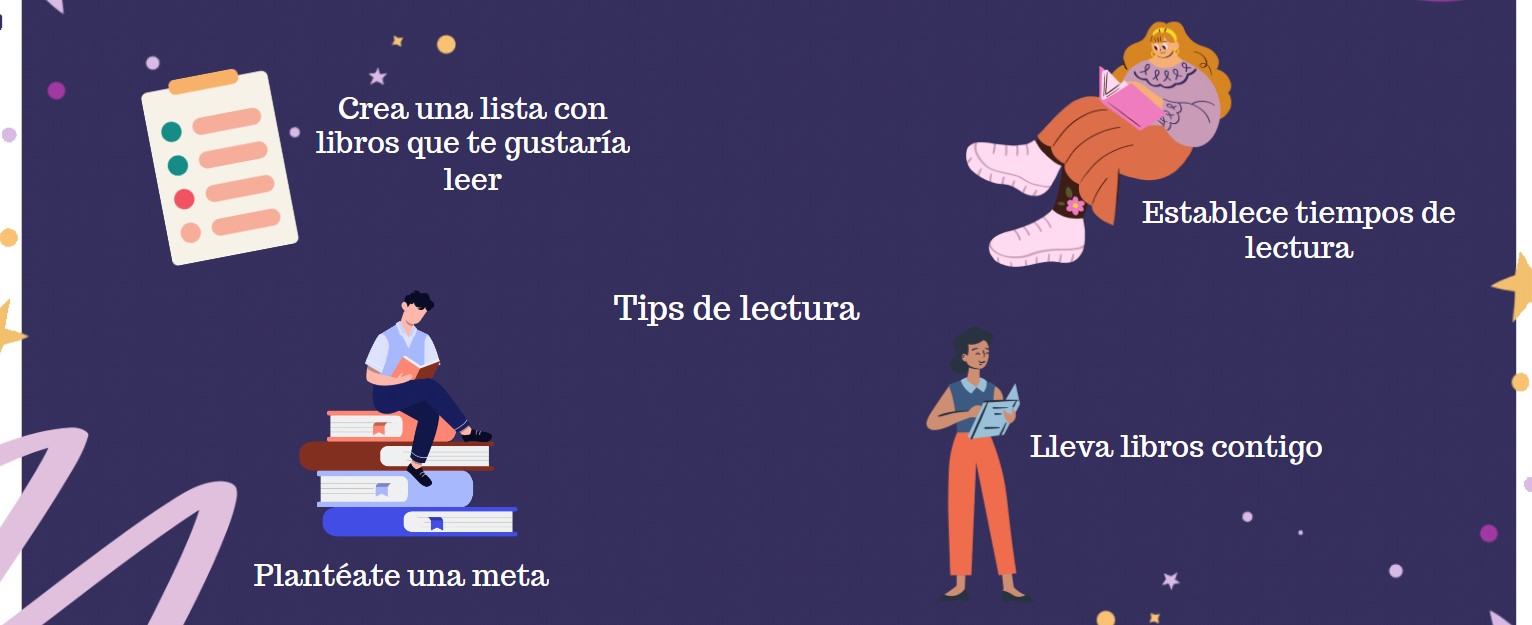 Crea una lista con
libros que te gustaría
leer
Establece tiempos de
lectura
Tips de lectura
Lleva libros contigo
Plantéate una meta